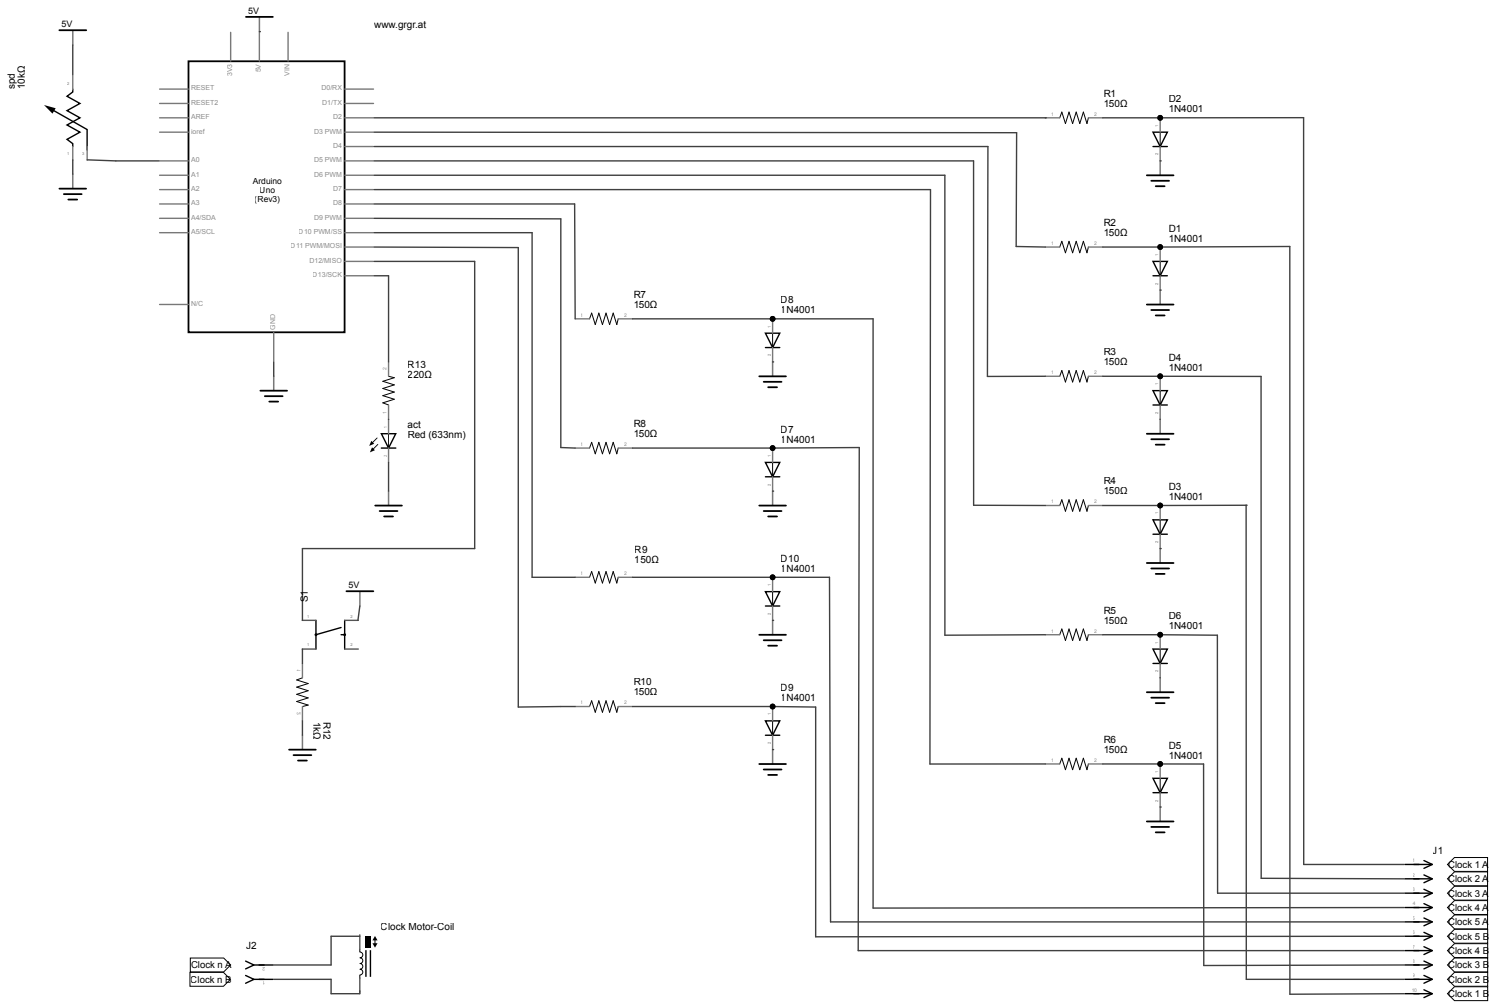 5V
5V
www.grgr.at
spd
10kΩ
3V3
5V
VIN
RESET
RESET2
AREF
ioref
A0
A1
A2
A3
A4/SDA
A5/SCL
N/C
D0/RX
D1/TX
D2
D3 PWM
D4
D5 PWM
D6 PWM
D7
D8
D9 PWM
D10 PWM/SS
D11 PWM/MOSI
D12/MISO
D13/SCK
Arduino
Uno
(Rev3)
GND
R1
150Ω
D2
1N4001
R2
150Ω
D1
1N4001
R7
150Ω
D8
1N4001
R3
150Ω
D4
1N4001
R13
220Ω
act
Red (633nm)
R8
150Ω
D7
1N4001
R4
150Ω
D3
1N4001
R9
150Ω
D10
1N4001
S1
5V
R5
150Ω
D6
1N4001
R10
150Ω
D9
1N4001
R12
1kΩ
R6
150Ω
D5
1N4001
J1
Clock 1 A
Clock 2 A
Clock 3 A
Clock 4 A
Clock 5 A
Clock 5 B
Clock 4 B
Clock 3 B
Clock 2 B
Clock 1 B
Clock Motor-Coil
J2
Clock n A
Clock n B